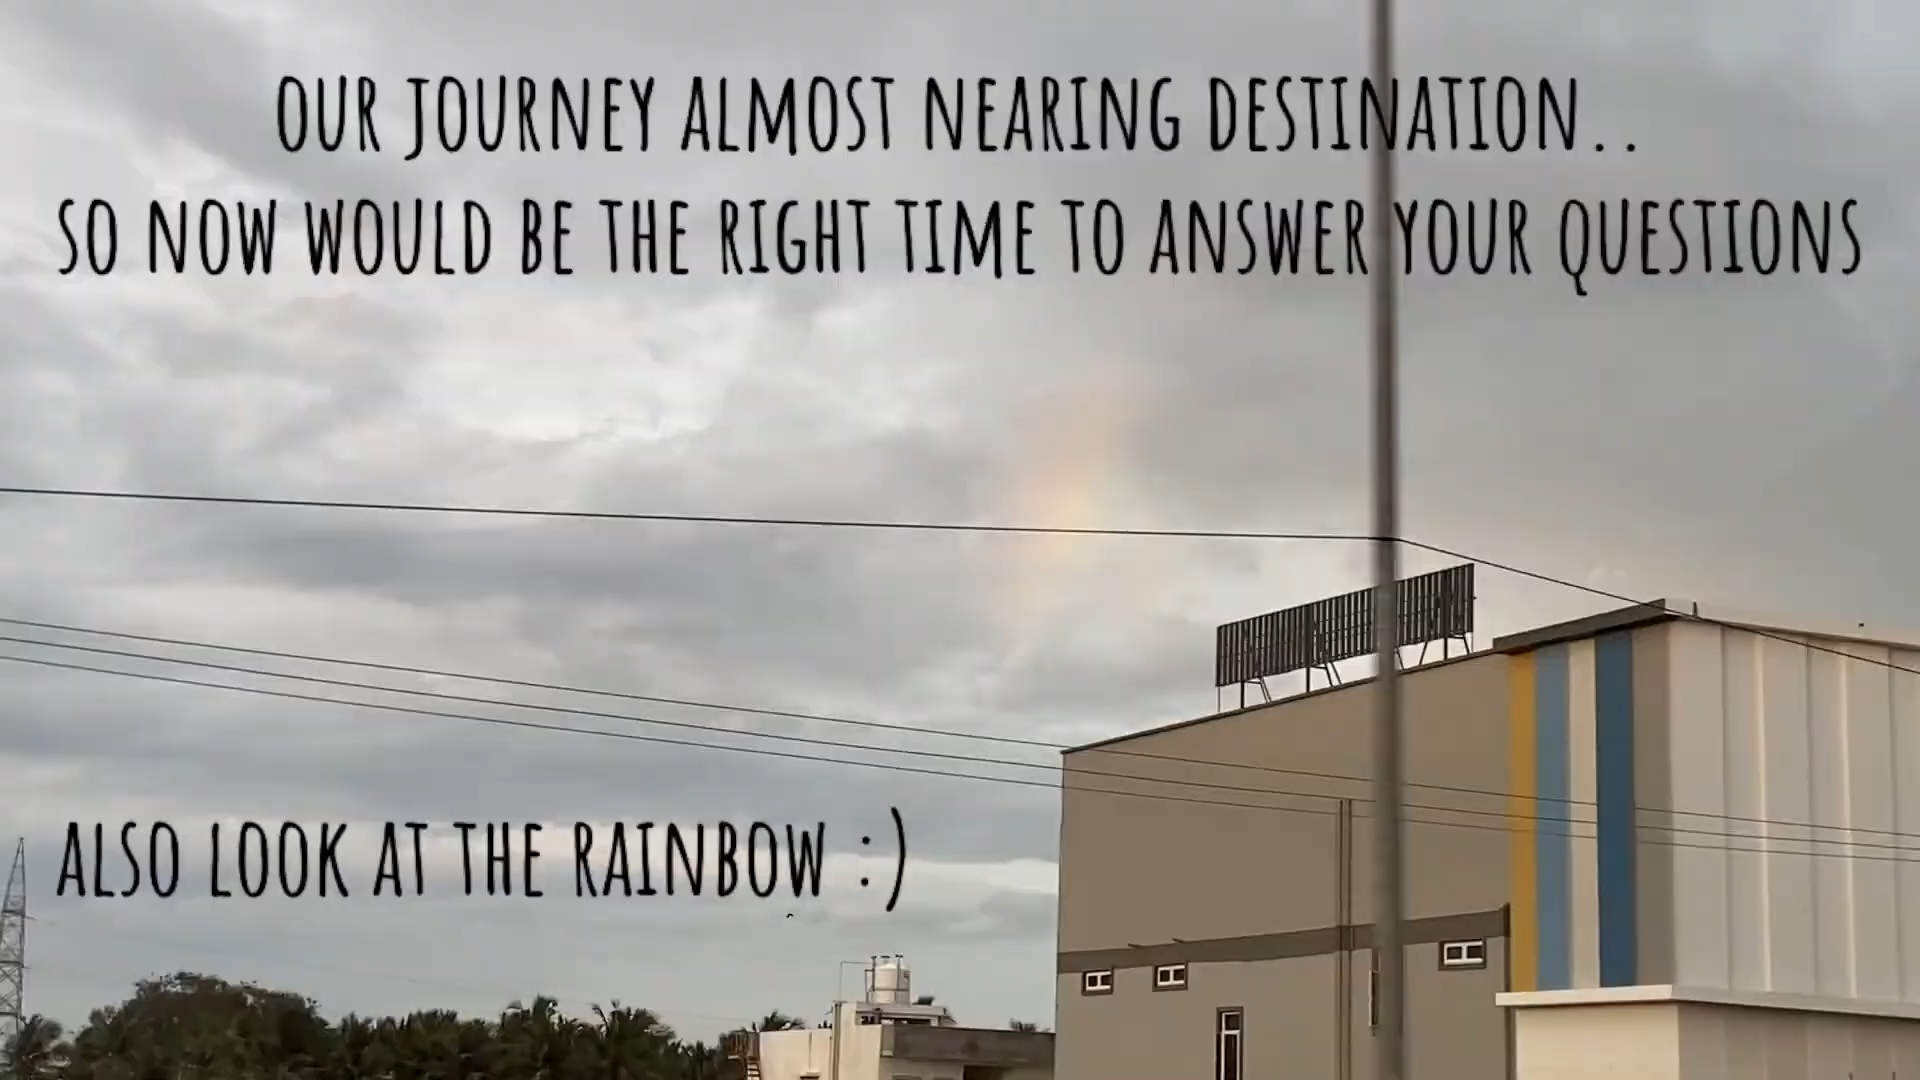 OUR JOURNEY ALMOST NEARING DESTINATION..
SO NOW WOULD BE THE RIGHT TIME TO ANSWER YOUR QUESTIONS
ALSO LOOK AT THE RAINBOW :)